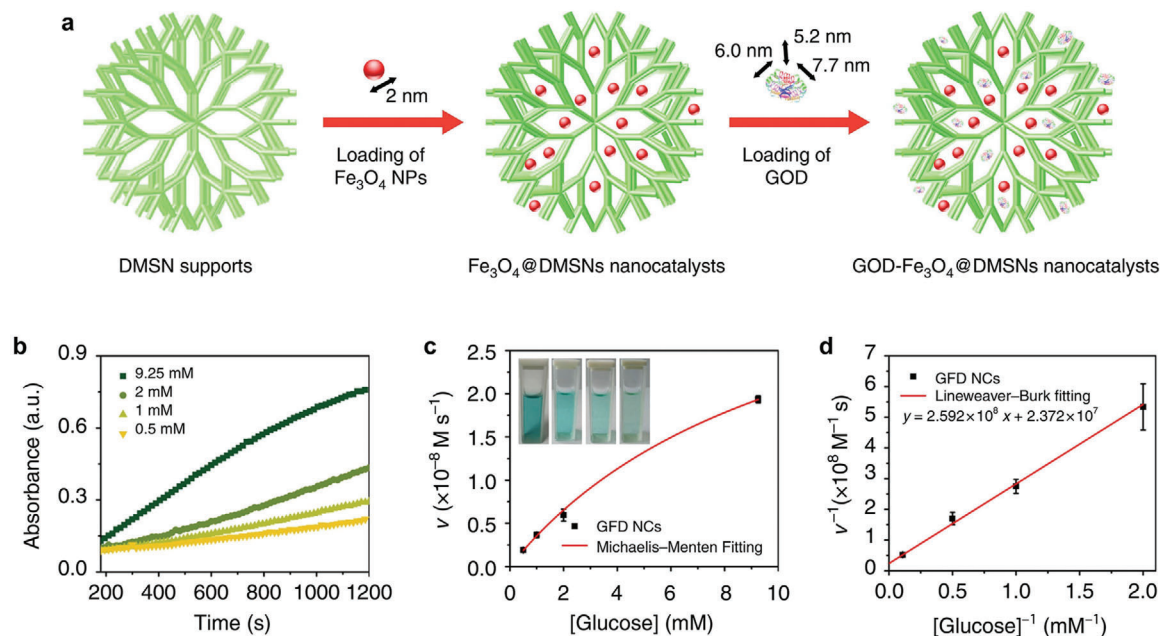 a
2 nm
Loading of
Fe₃O₄ NPs
6.0 nm
5.2 nm
7.7 nm
Loading of
GOD
DMSN supports
Fe₃O₄@DMSNs nanocatalysts
GOD-Fe₃O₄@DMSNs nanocatalysts
b
0.9
0.6
0.3
0.0
Absorbance (a.u.)
9.25 mM
2 mM
1 mM
0.5 mM
200 400 600 800 1000 1200
Time (s)
c
2.5
2.0
1.5
1.0
0.5
0.0
v (×10⁻⁸ M s⁻¹)
GFD NCs
Michaelis–Menten Fitting
0 2 4 6 8 10
[Glucose] (mM)
d
7
6
5
4
3
2
1
0
v⁻¹(×10⁸ M⁻¹ s)
GFD NCs
Lineweaver–Burk fitting
y = 2.592×10⁸ x + 2.372×10⁷
0.0 0.5 1.0 1.5 2.0
[Glucose]⁻¹ (mM⁻¹)